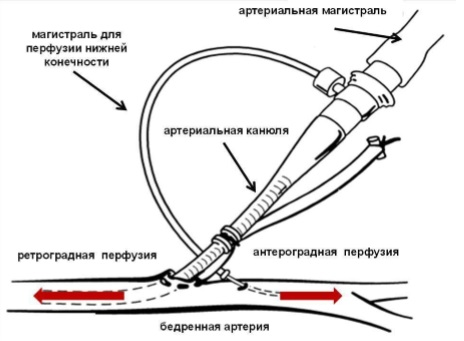 артериальная магистраль
магистраль для
перфузии нижней
конечности
артериальная канюля
ретроградная перфузия
антероградная перфузия
бедренная артерия